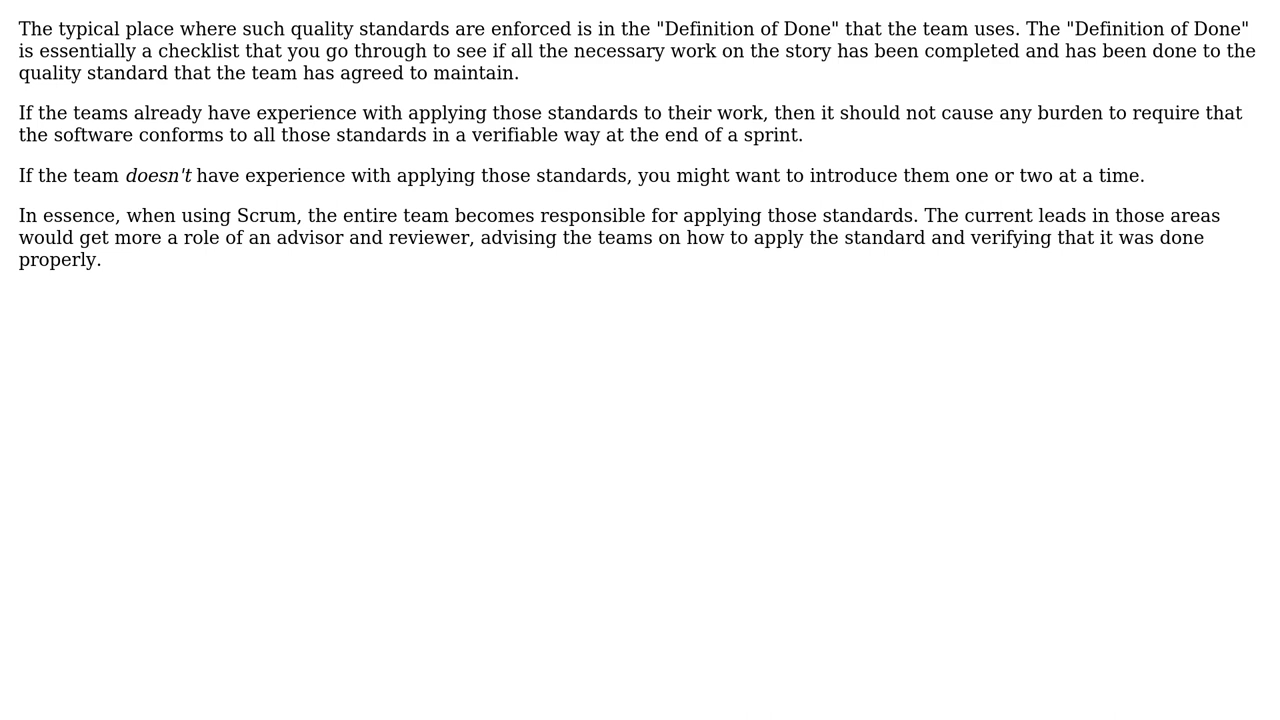 The typical place where such quality standards are enforced is in the "Definition of Done" that the team uses. The "Definition of Done"
is essentially a checklist that you go through to see if all the necessary work on the story has been completed and has been done to the
quality standard that the team has agreed to maintain.
If the teams already have experience with applying those standards to their work, then it should not cause any burden to require that
the software conforms to all those standards in a verifiable way at the end of a sprint.
If the team doesn't have experience with applying those standards, you might want to introduce them one or two at a time.
In essence, when using Scrum, the entire team becomes responsible for applying those standards. The current leads in those areas
would get more a role of an advisor and reviewer, advising the teams on how to apply the standard and verifying that it was done
properly.